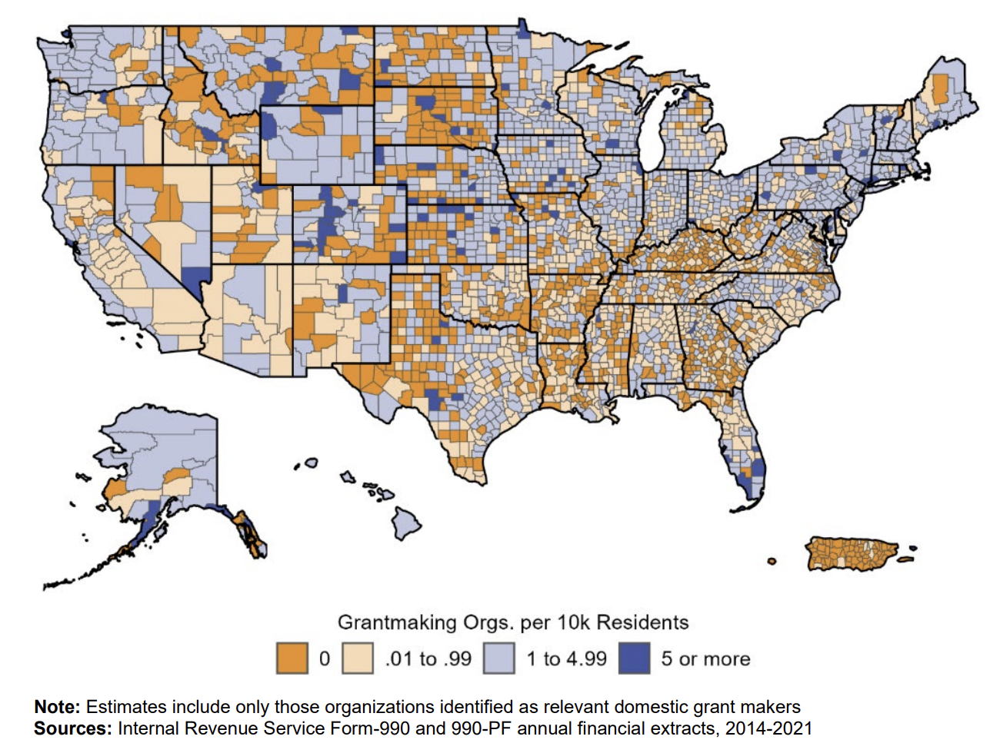 Grantmaking Orgs. per 10k Residents
0 .01 to .99 1 to 4.99 5 or more
Note: Estimates include only those organizations identified as relevant domestic grant makers
Sources: Internal Revenue Service Form-990 and 990-PF annual financial extracts, 2014-2021